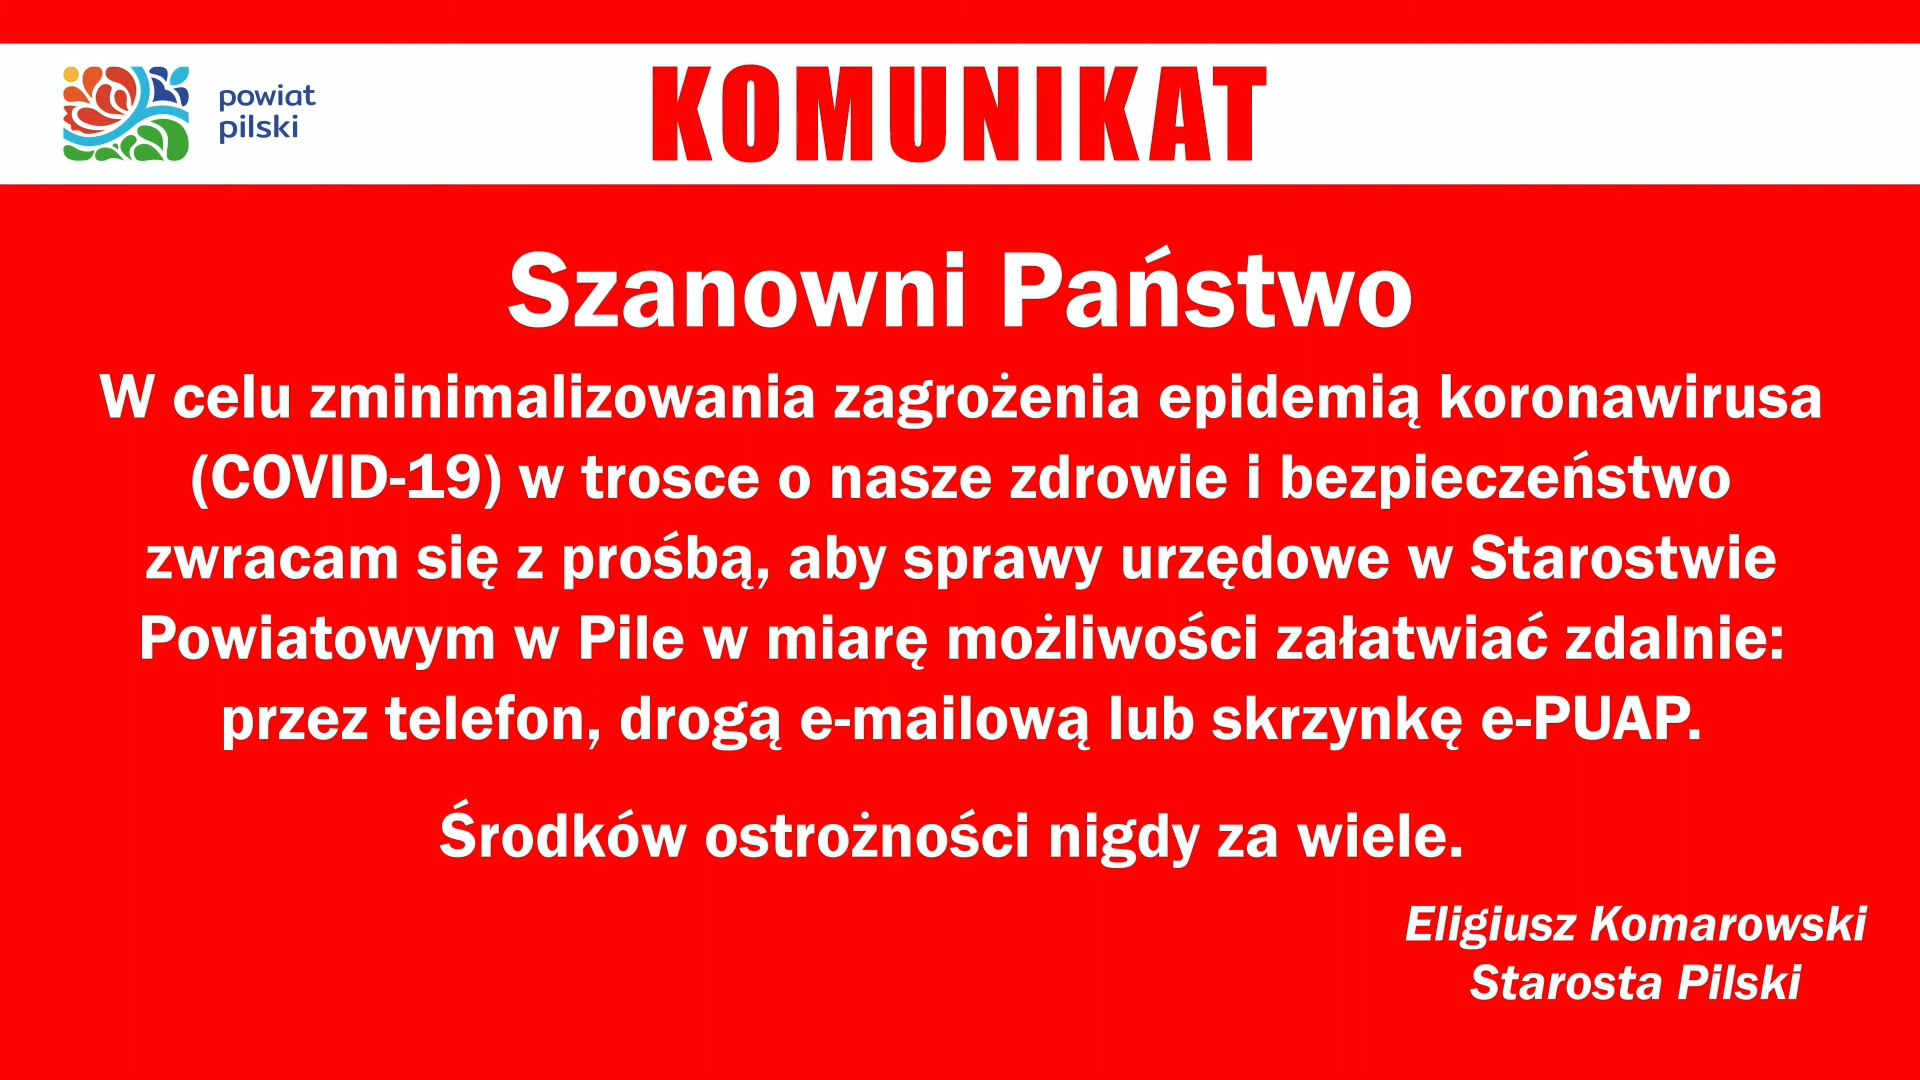 powiat
pilski
KOMUNIKAT
Szanowni Państwo
W celu zminimalizowania zagrożenia epidemią koronawirusa
(COVID-19) w trosce o nasze zdrowie i bezpieczeństwo
zwracam się z prośbą, aby sprawy urzędowe w Starostwie
Powiatowym w Pile w miarę możliwości załatwiać zdalnie:
przez telefon, drogą e-mailową lub skrzynkę e-PUAP.
Środków ostrożności nigdy za wiele.
Eligiusz Komarowski
Starosta Pilski